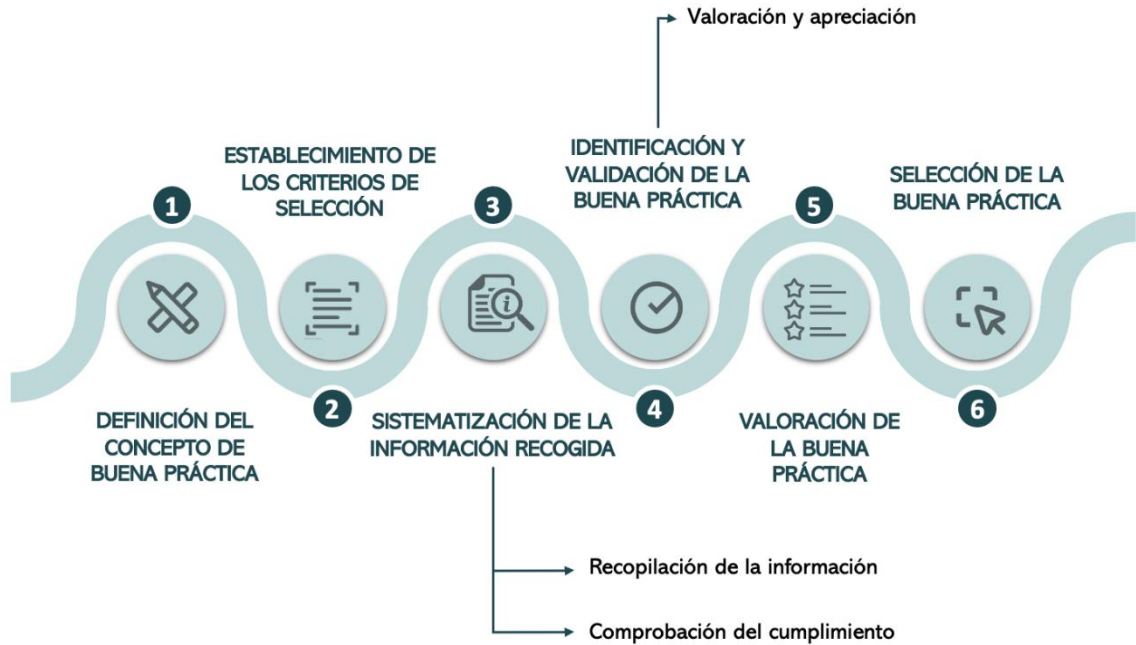 Valoración y apreciación
1
DEFINICIÓN DEL
CONCEPTO DE
BUENA PRÁCTICA
ESTABLECIMIENTO DE
LOS CRITERIOS DE
SELECCIÓN
2
3
i
SISTEMATIZACIÓN DE LA
INFORMACIÓN RECOGIDA
Recopilación de la información
Comprobación del cumplimiento
IDENTIFICACIÓN Y
VALIDACIÓN DE LA
BUENA PRÁCTICA
4
5
VALORACIÓN DE
LA BUENA
PRÁCTICA
SELECCIÓN DE LA
BUENA PRÁCTICA
6